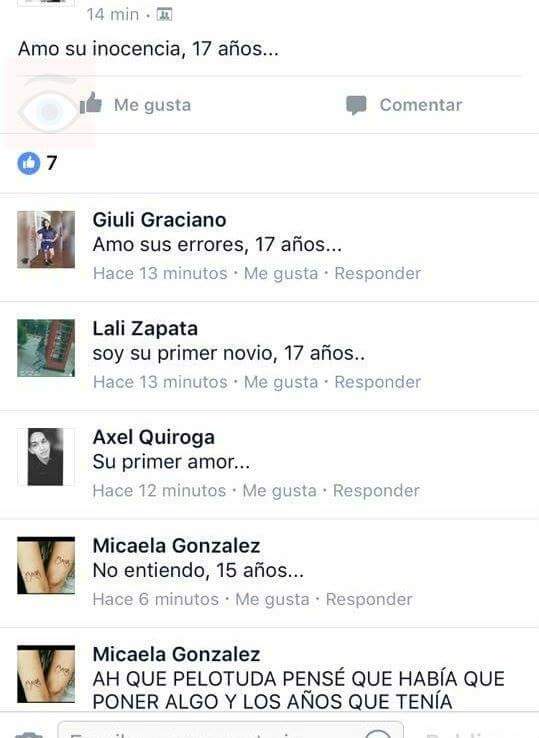 14 min ·
Amo su inocencia, 17 años...
Me gusta Comentar
7
Giuli Graciano
Amo sus errores, 17 años...
Hace 13 minutos · Me gusta · Responder
Lali Zapata
soy su primer novio, 17 años..
Hace 13 minutos · Me gusta · Responder
Axel Quiroga
Su primer amor...
Hace 12 minutos · Me gusta · Responder
Micaela Gonzalez
No entiendo, 15 años...
Hace 6 minutos · Me gusta · Responder
Micaela Gonzalez
AH QUE PELOTUDA PENSÉ QUE HABÍA QUE
PONER ALGO Y LOS AÑOS QUE TENÍA